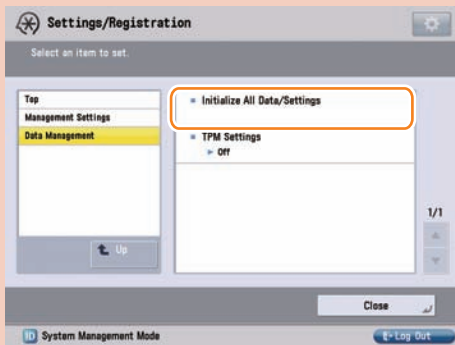 Settings/Registration
Select an item to set.
Top
Management Settings
Data Management
Up
Initialize All Data/Settings
TPM Settings
Off
1/1
Close
ID System Management Mode
Log Out